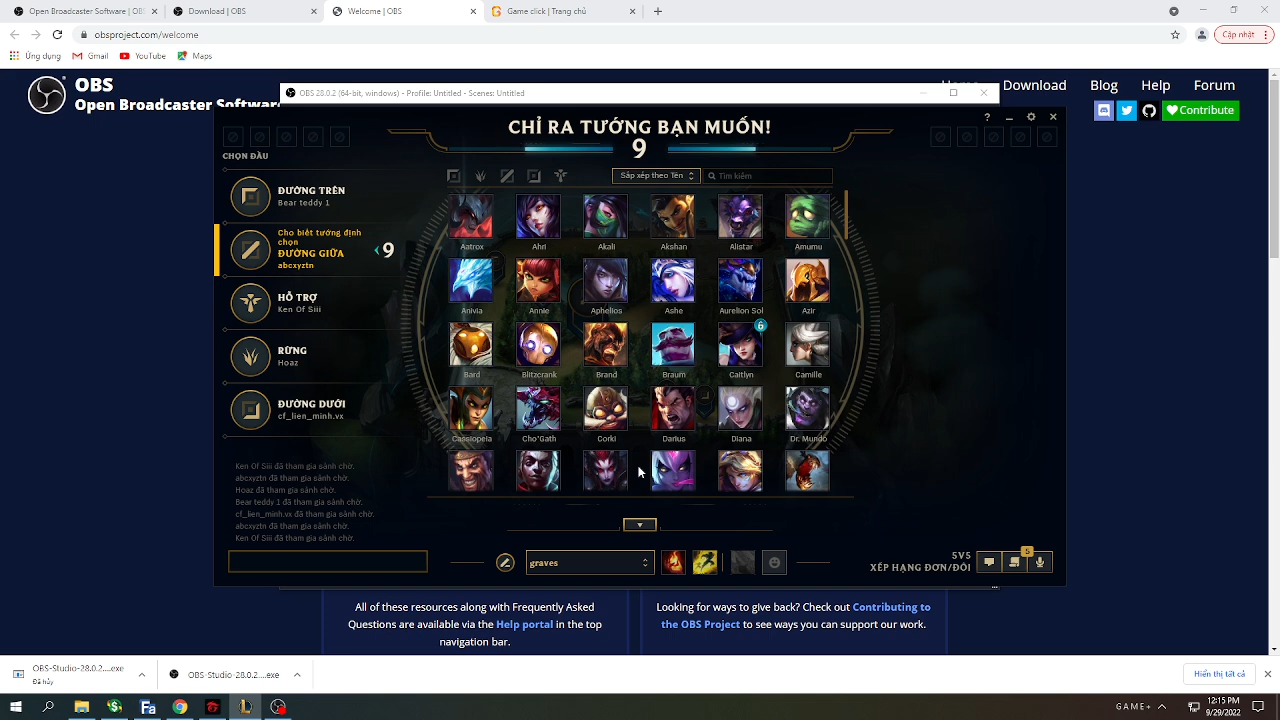 Open Broadcaster Software | OBS
Download | OBS
Welcome | OBS
Game click | Trang chủ
obsproject.com/welcome
Cập nhật
Ứng dụng
Gmail
YouTube
Maps
OBS
Open Broadcaster Softwar
Download
Blog
Help
Forum
OBS 28.0.2 (64-bit, windows) - Profile: Untitled - Scenes: Untitled
Contribute
CHỈ RA TƯỚNG BẠN MUỐN!
9
CHỌN ĐẦU
Sắp xếp theo Tên
Tìm kiếm
ĐƯỜNG TRÊN
Bear teddy 1
Cho biết tướng định
chọn
ĐƯỜNG GIỮA
abcxyztn
9
HỖ TRỢ
Ken Of Siii
RỪNG
Hoaz
ĐƯỜNG DƯỚI
cf_lien_minh.vx
Aatrox
Ahri
Akali
Akshan
Alistar
Amumu
Anivia
Annie
Aphelios
Ashe
Aurelion Sol
Azir
6
Bard
Blitzcrank
Brand
Braum
Caitlyn
Camille
Cassiopeia
Cho'Gath
Corki
Darius
Diana
Dr. Mundo
Ken Of Siii đã tham gia sảnh chờ.
abcxyztn đã tham gia sảnh chờ.
Hoaz đã tham gia sảnh chờ.
Bear teddy 1 đã tham gia sảnh chờ.
cf_lien_minh.vx đã tham gia sảnh chờ.
abcxyztn đã tham gia sảnh chờ.
Ken Of Siii đã tham gia sảnh chờ.
graves
5V5
XẾP HẠNG ĐƠN/ĐÔI
5
All of these resources along with Frequently Asked
Questions are available via the Help portal in the top
navigation bar.
Looking for ways to give back? Check out Contributing to
the OBS Project to see ways you can support our work.
OBS-Studio-28.0.2....exe
Đã hủy
OBS-Studio-28.0.2....exe
Hiển thị tất cả
GAME+
12:15 PM
9/29/2022